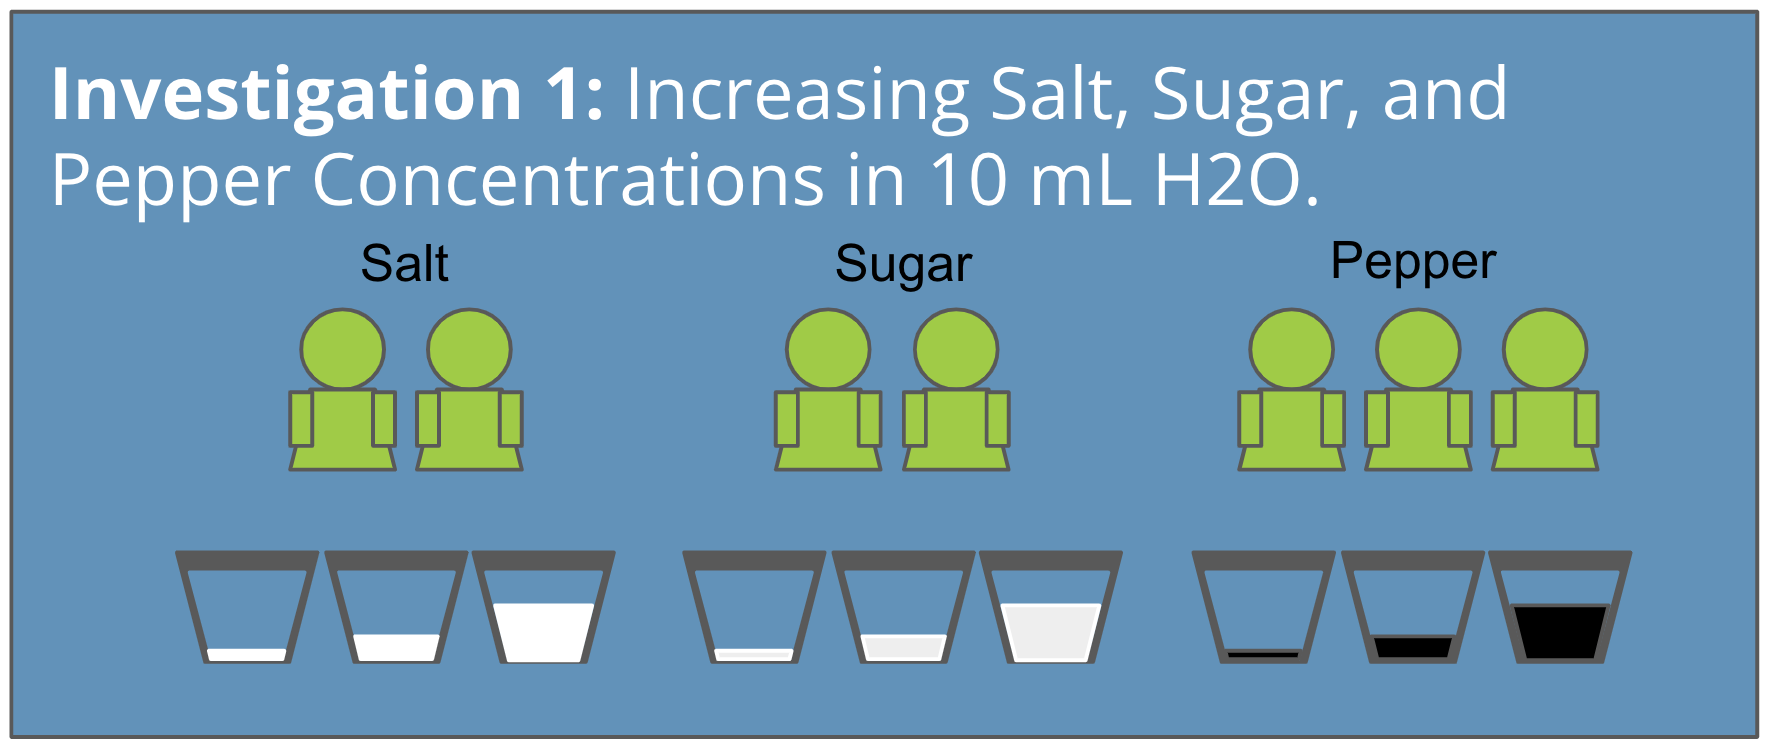 Investigation 1: Increasing Salt, Sugar, and
Pepper Concentrations in 10 mL H2O.
Salt
Sugar
Pepper